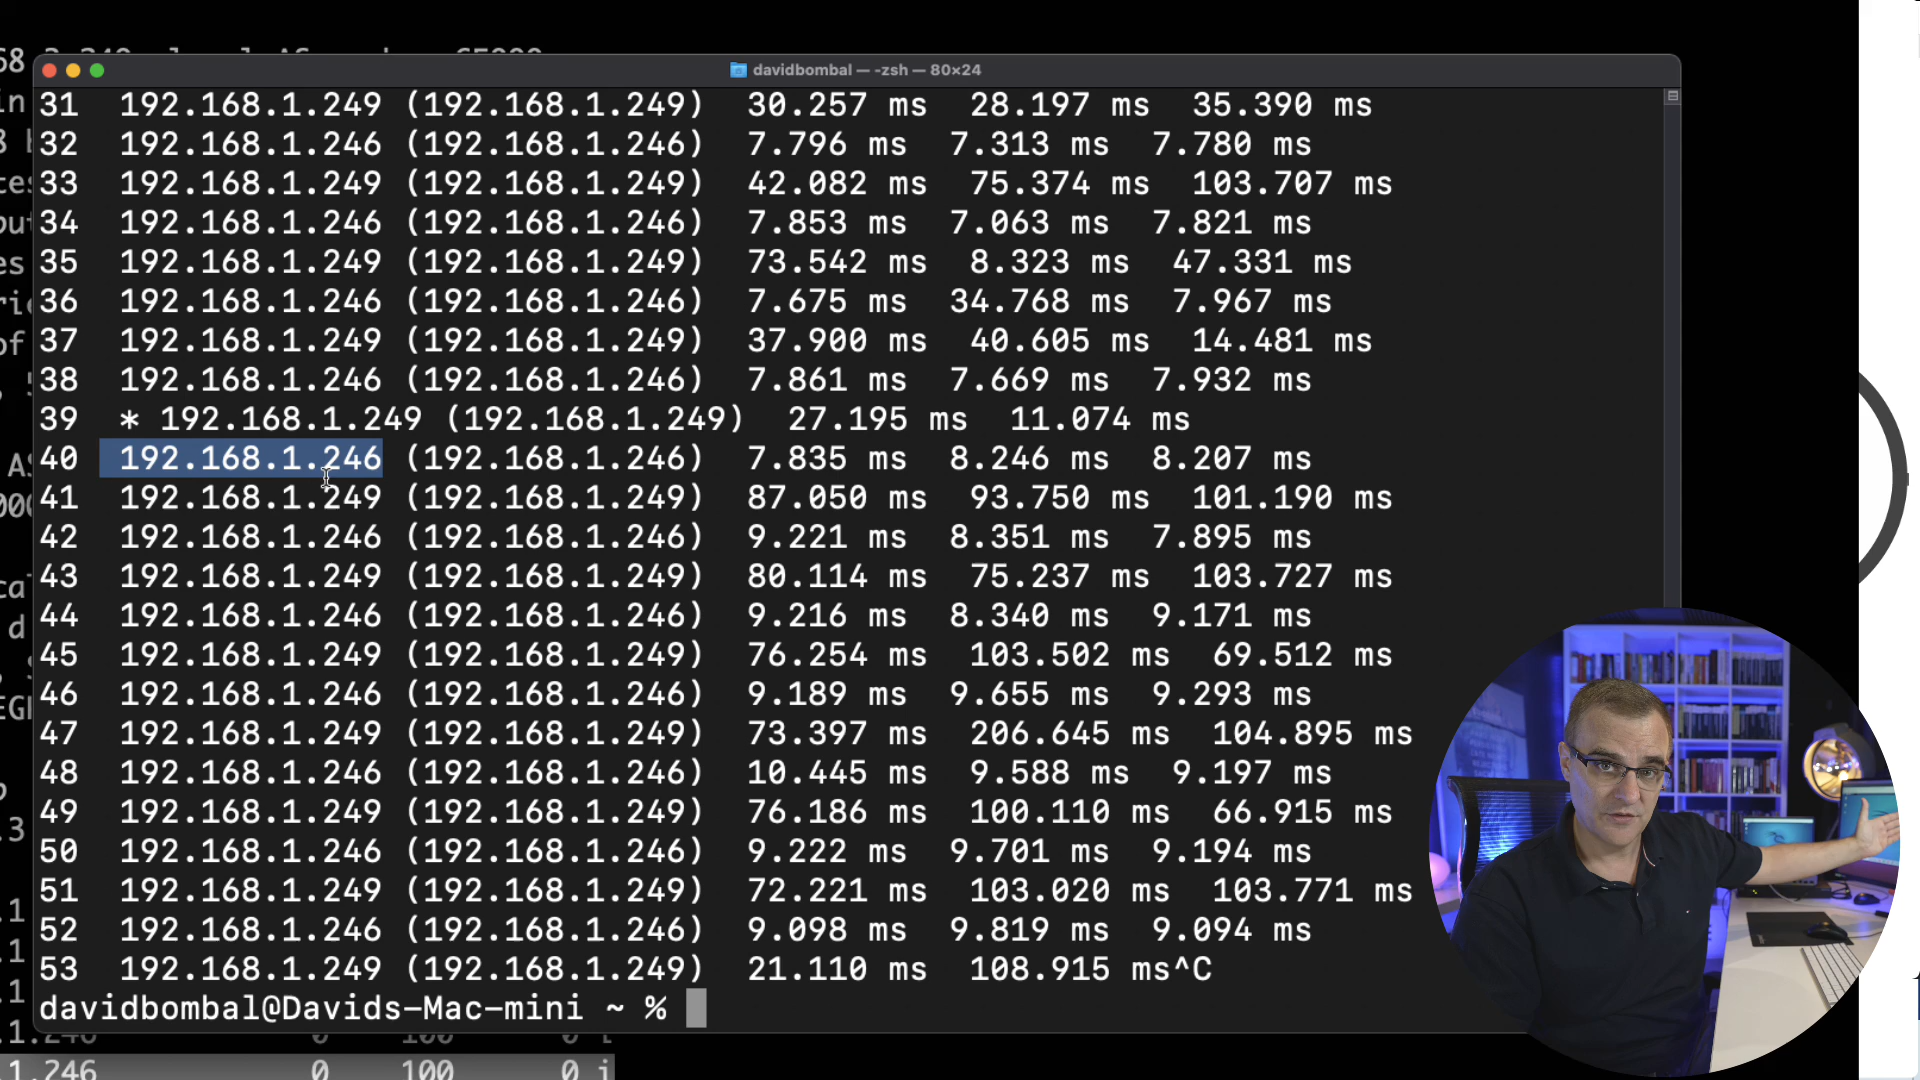 davidbombal — -zsh — 80×24
31 192.168.1.249 (192.168.1.249) 30.257 ms 28.197 ms 35.390 ms
32 192.168.1.246 (192.168.1.246) 7.796 ms 7.313 ms 7.780 ms
33 192.168.1.249 (192.168.1.249) 42.082 ms 75.374 ms 103.707 ms
34 192.168.1.246 (192.168.1.246) 7.853 ms 7.063 ms 7.821 ms
35 192.168.1.249 (192.168.1.249) 73.542 ms 8.323 ms 47.331 ms
36 192.168.1.246 (192.168.1.246) 7.675 ms 34.768 ms 7.967 ms
37 192.168.1.249 (192.168.1.249) 37.900 ms 40.605 ms 14.481 ms
38 192.168.1.246 (192.168.1.246) 7.861 ms 7.669 ms 7.932 ms
39 * 192.168.1.249 (192.168.1.249) 27.195 ms 11.074 ms
40 192.168.1.246 (192.168.1.246) 7.835 ms 8.246 ms 8.207 ms
41 192.168.1.249 (192.168.1.249) 87.050 ms 93.750 ms 101.190 ms
42 192.168.1.246 (192.168.1.246) 9.221 ms 8.351 ms 7.895 ms
43 192.168.1.249 (192.168.1.249) 80.114 ms 75.237 ms 103.727 ms
44 192.168.1.246 (192.168.1.246) 9.216 ms 8.340 ms 9.171 ms
45 192.168.1.249 (192.168.1.249) 76.254 ms 103.502 ms 69.512 ms
46 192.168.1.246 (192.168.1.246) 9.189 ms 9.655 ms 9.293 ms
47 192.168.1.249 (192.168.1.249) 73.397 ms 206.645 ms 104.895 ms
48 192.168.1.246 (192.168.1.246) 10.445 ms 9.588 ms 9.197 ms
49 192.168.1.249 (192.168.1.249) 76.186 ms 100.110 ms 66.915 ms
50 192.168.1.246 (192.168.1.246) 9.222 ms 9.701 ms 9.194 ms
51 192.168.1.249 (192.168.1.249) 72.221 ms 103.020 ms 103.771 ms
52 192.168.1.246 (192.168.1.246) 9.098 ms 9.819 ms 9.094 ms
53 192.168.1.249 (192.168.1.249) 21.110 ms 108.915 ms^C
davidbombal@Davids-Mac-mini ~ %
.1.246 0 100 0 i